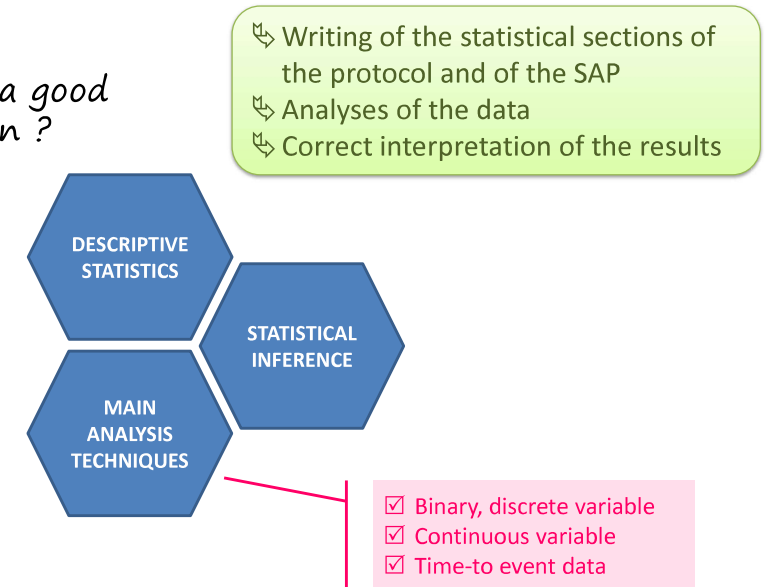 a good
n ?
Writing of the statistical sections of
the protocol and of the SAP
Analyses of the data
Correct interpretation of the results
DESCRIPTIVE
STATISTICS
STATISTICAL
INFERENCE
MAIN
ANALYSIS
TECHNIQUES
Binary, discrete variable
Continuous variable
Time-to event data